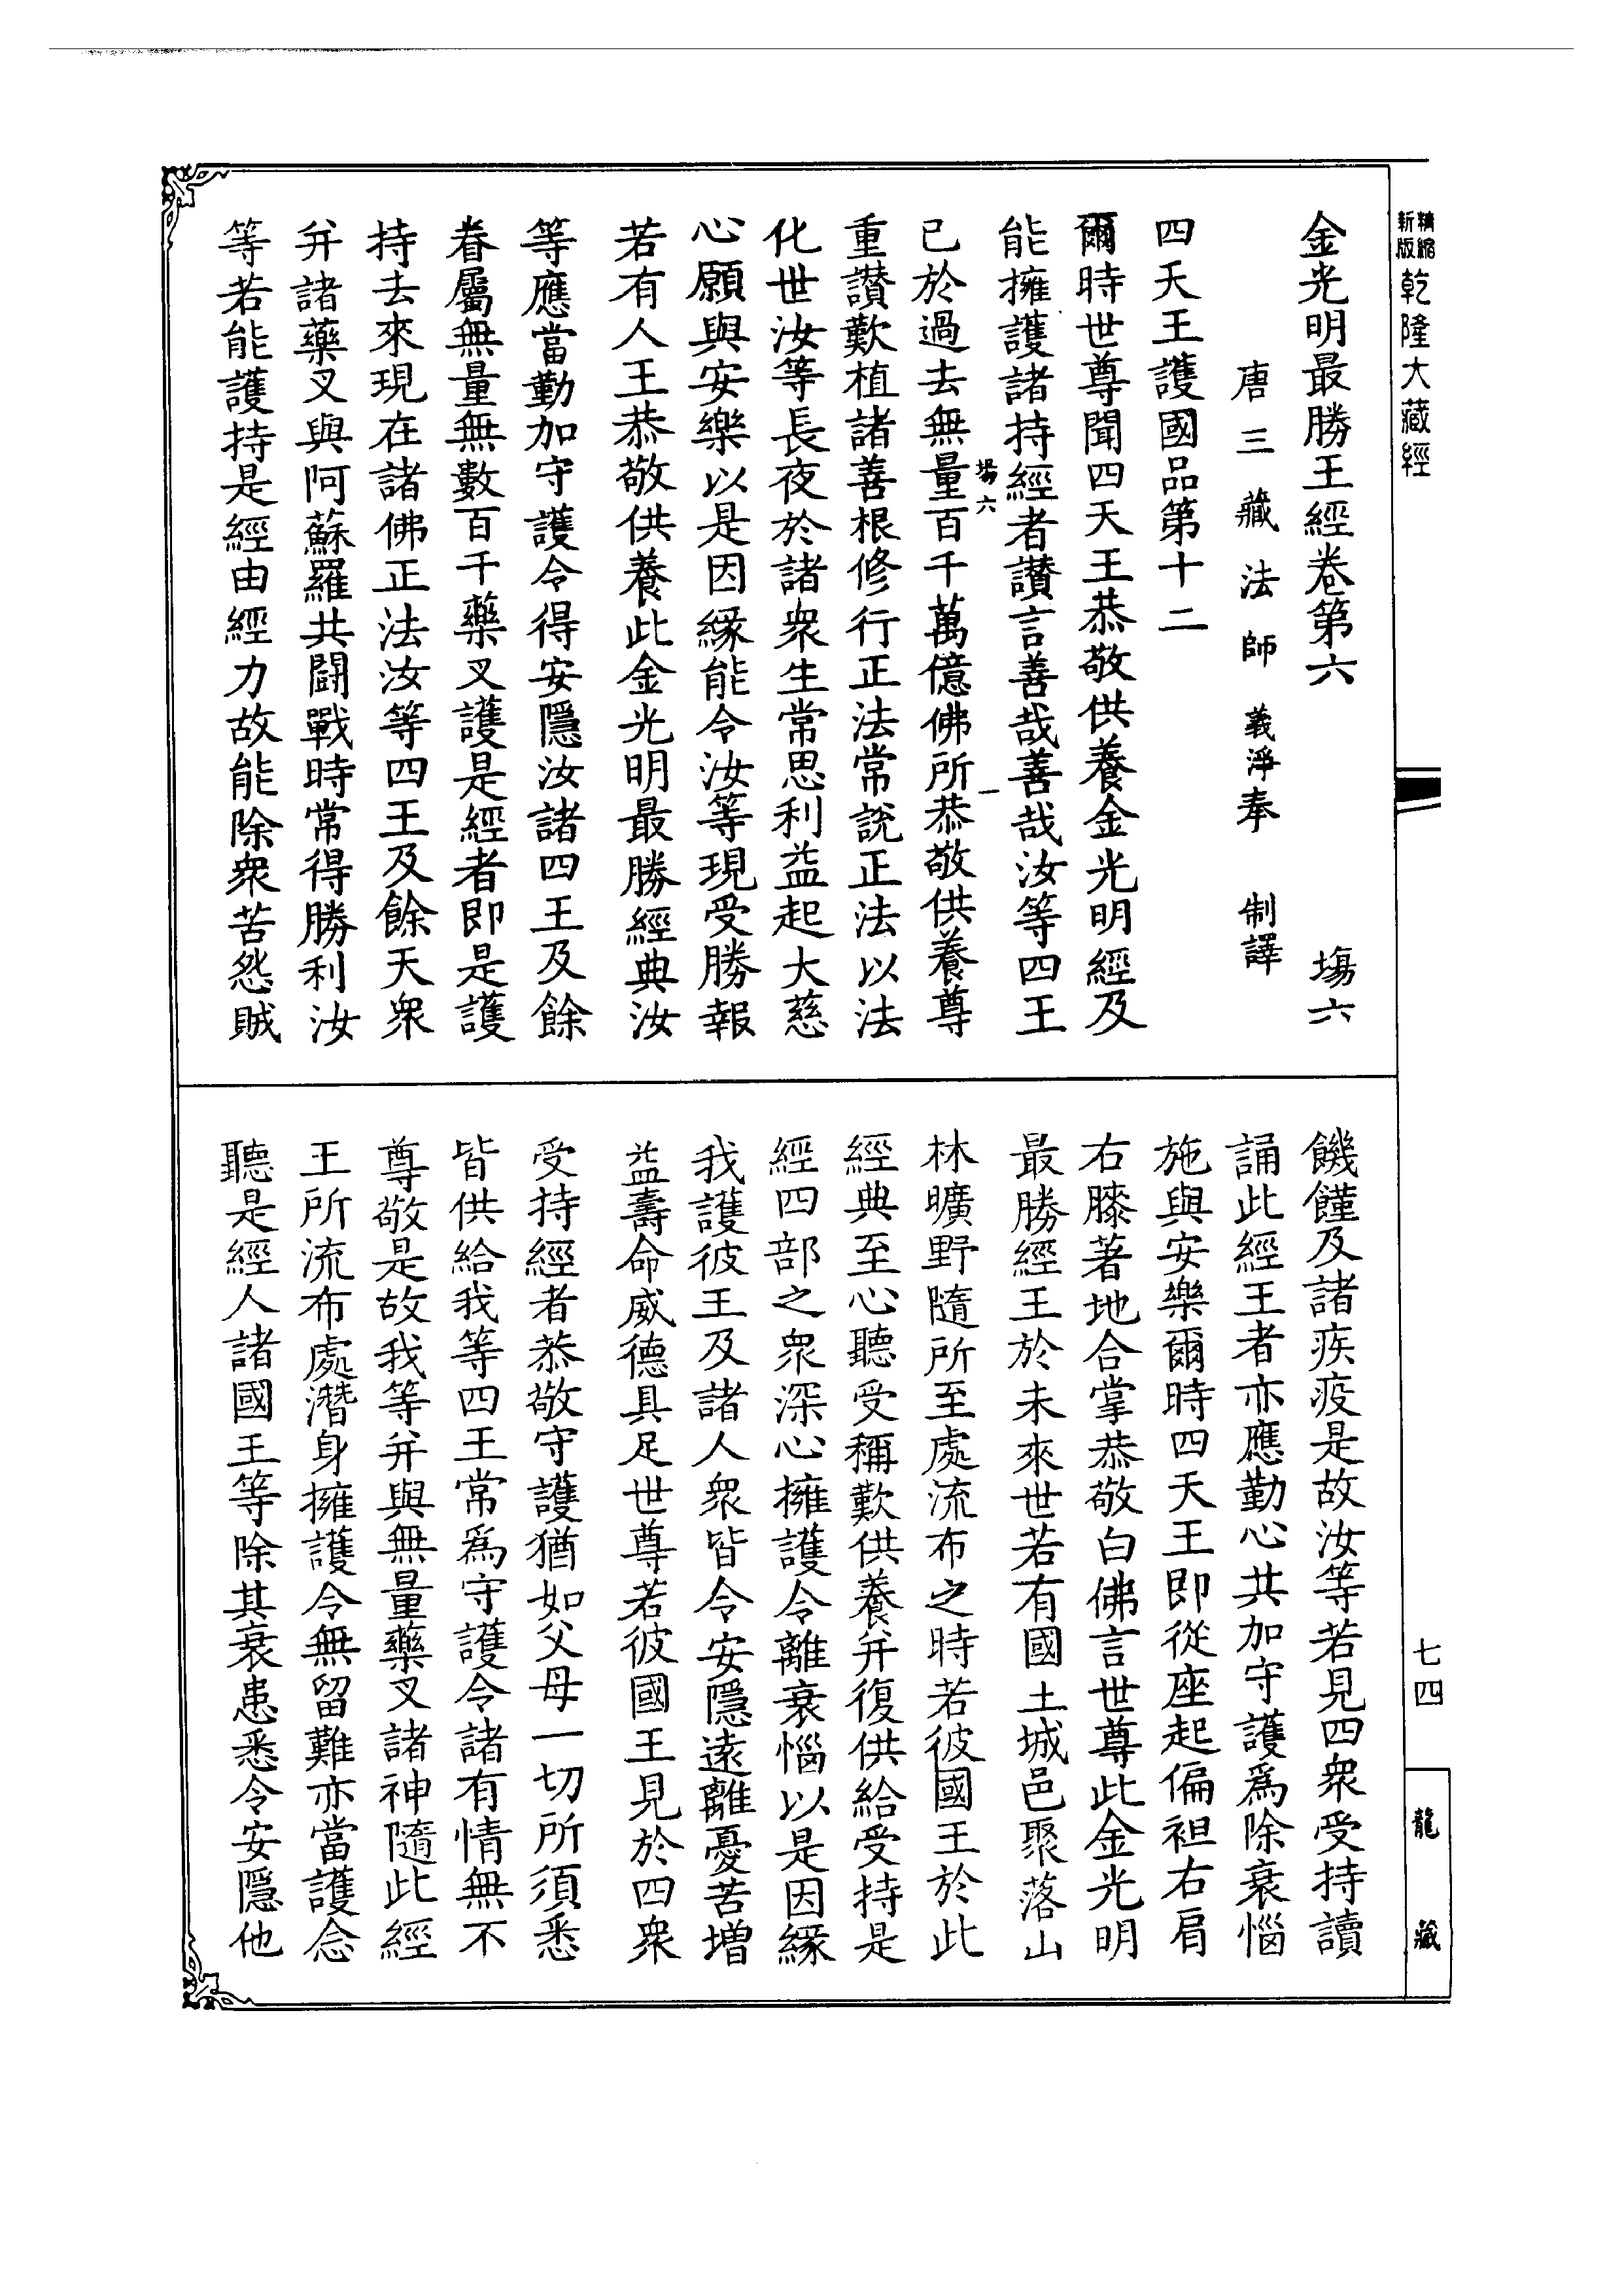 精縮新版乾隆大藏經
金光明最勝王經卷第六　場六
唐三藏法師義淨奉　制譯
四天王護國品第十二
爾時世尊聞四天王恭敬供養金光明經及
能擁護諸持經者讚言善哉善哉汝等四王
場六　一
已於過去無量百千萬億佛所恭敬供養尊
重讚歎植諸善根修行正法常說正法以法
化世汝等長夜於諸衆生常思利益起大慈
心願與安樂以是因緣能令汝等現受勝報
若有人王恭敬供養此金光明最勝經典汝
等應當勤加守護令得安隱汝諸四王及餘
眷屬無量無數百千藥叉護是經者即是護
持去來現在諸佛正法汝等四王及餘天衆
幷諸藥叉與阿蘇羅共鬬戰時常得勝利汝
等若能護持是經由經力故能除衆苦怨賊
饑饉及諸疾疫是故汝等若見四衆受持讀
誦此經王者亦應勤心共加守護爲除衰惱
施與安樂爾時四天王即從座起偏袒右肩
右膝著地合掌恭敬白佛言世尊此金光明
最勝經王於未來世若有國土城邑聚落山
林曠野隨所至處流布之時若彼國王於此
經典至心聽受稱歎供養幷復供給受持是
經四部之衆深心擁護令離衰惱以是因緣
我護彼王及諸人衆皆令安隱遠離憂苦增
益壽命威德具足世尊若彼國王見於四衆
受持經者恭敬守護猶如父母一切所須悉
皆供給我等四王常爲守護令諸有情無不
尊敬是故我等幷與無量藥叉諸神隨此經
王所流布處潛身擁護令無留難亦當護念
聽是經人諸國王等除其衰患悉令安隱他
七四
龍藏